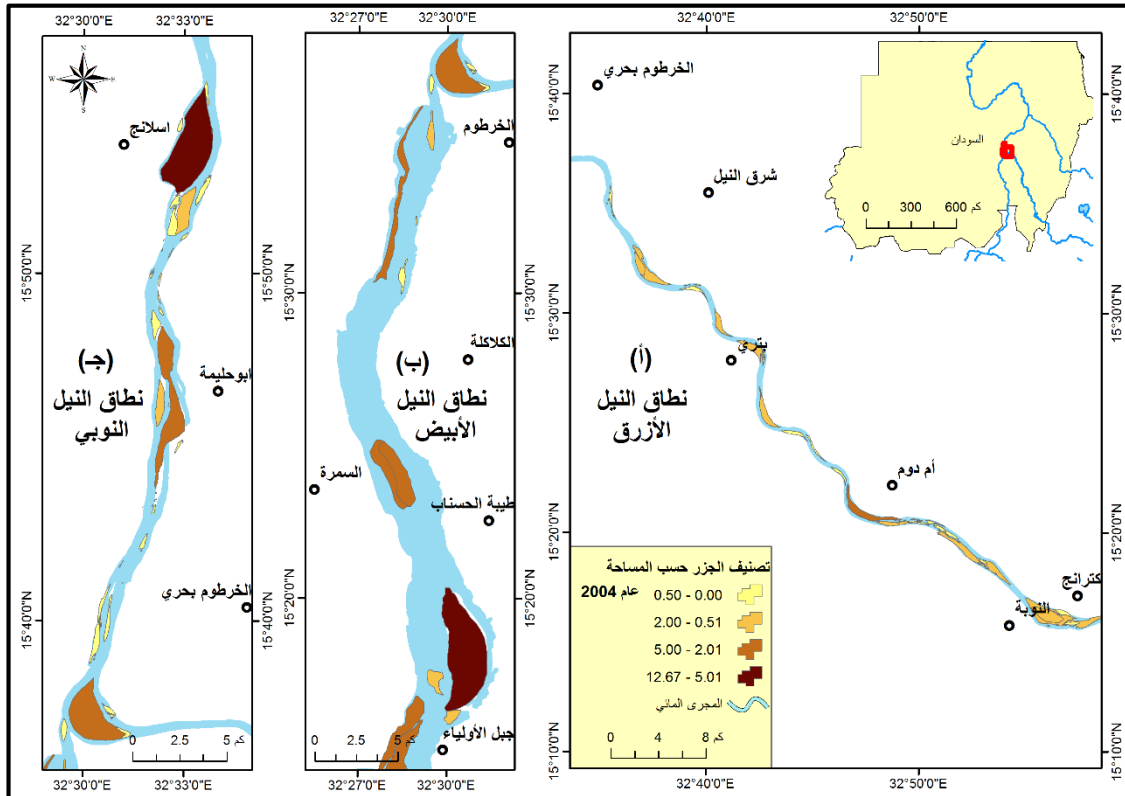 32°40'0"E
32°50'0"E
15°40'0"N
15°30'0"N
15°20'0"N
15°10'0"N
الخرطوم بحري
شرق النيل
بتري
أم دوم
كترانج
النوبة
(أ)
نطاق النيل
الأزرق
السودان
0 300 600 كم
تصنيف الجزر حسب المساحة
عام 2004
0.50 - 0.00
2.00 - 0.51
5.00 - 2.01
12.67 - 5.01
المجرى المائي
0 4 8 كم
15°40'0"N
15°30'0"N
15°20'0"N
15°10'0"N
32°40'0"E
32°50'0"E
32°27'0"E
32°30'0"E
15°30'0"N
15°20'0"N
الخرطوم
الكلاكلة
السمرة
طيبة الحسناب
جبل الأولياء
(ب)
نطاق النيل
الأبيض
0 2.5 5 كم
15°30'0"N
15°20'0"N
32°27'0"E
32°30'0"E
32°30'0"E
32°33'0"E
N
W
E
S
اسلانج
ابوحليمة
الخرطوم بحري
(جـ)
نطاق النيل
النوبي
15°50'0"N
15°40'0"N
0 2.5 5 كم
15°50'0"N
15°40'0"N
32°30'0"E
32°33'0"E